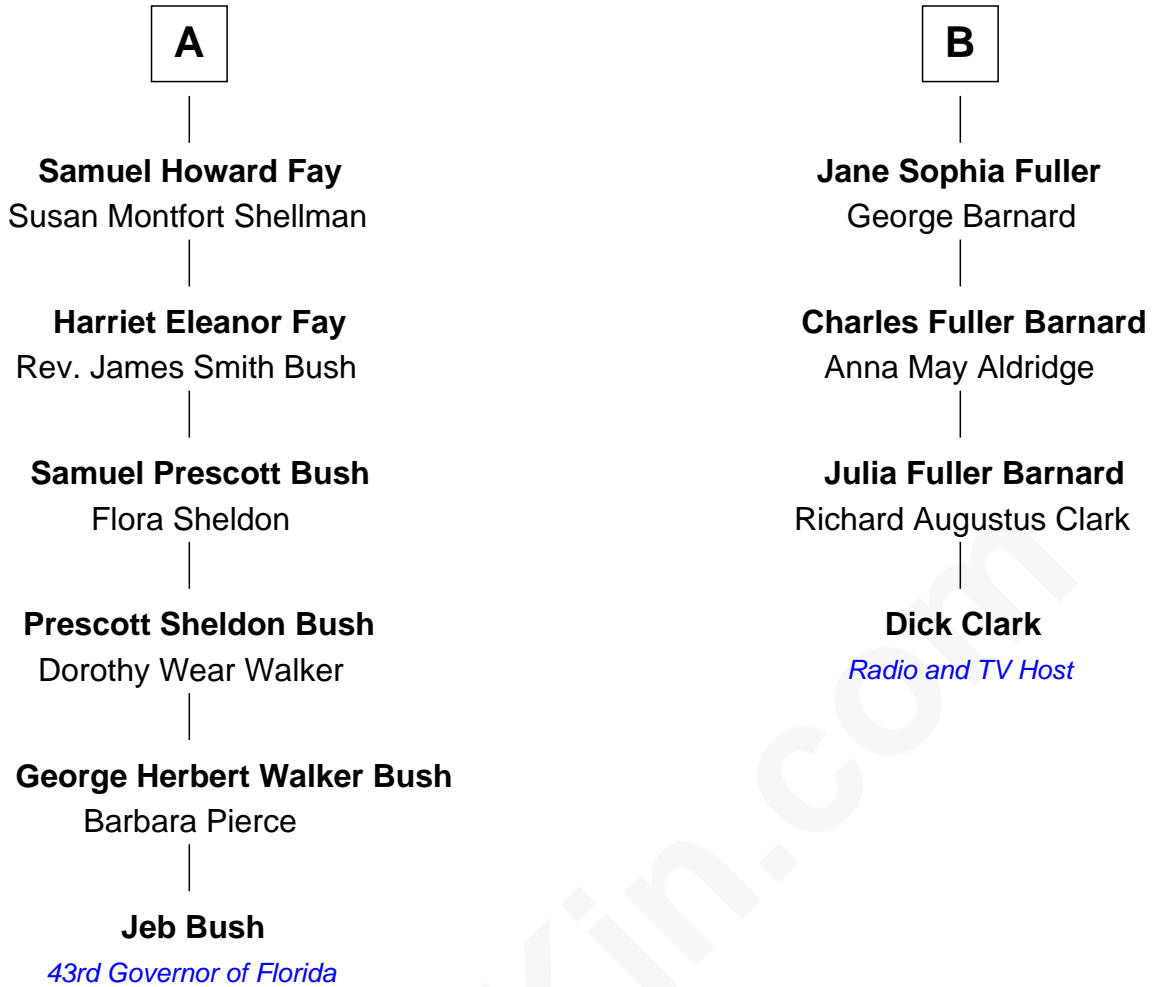 A
Samuel Howard Fay
Susan Montfort Shellman
Harriet Eleanor Fay
Rev. James Smith Bush
Samuel Prescott Bush
Flora Sheldon
Prescott Sheldon Bush
Dorothy Wear Walker
George Herbert Walker Bush
Barbara Pierce
Jeb Bush
43rd Governor of Florida
B
Jane Sophia Fuller
George Barnard
Charles Fuller Barnard
Anna May Aldridge
Julia Fuller Barnard
Richard Augustus Clark
Dick Clark
Radio and TV Host